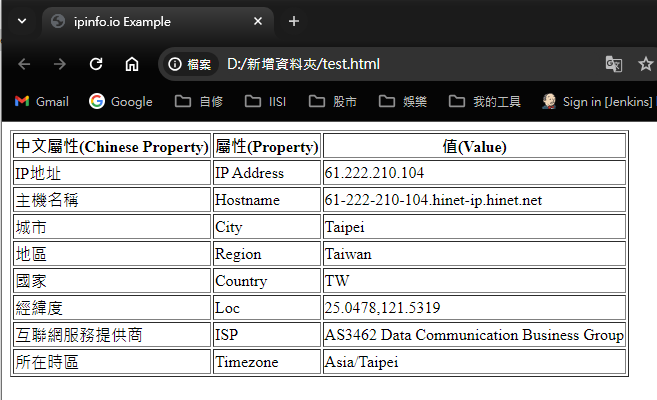 ipinfo.io Example
檔案 D:/新增資料夾/test.html
Gmail Google 自修 IISI 股市 娛樂 我的工具 Sign in [Jenkins]
中文屬性(Chinese Property) 屬性(Property) 值(Value)
IP地址 IP Address 61.222.210.104
主機名稱 Hostname 61-222-210-104.hinet-ip.hinet.net
城市 City Taipei
地區 Region Taiwan
國家 Country TW
經緯度 Loc 25.0478,121.5319
互聯網服務提供商 ISP AS3462 Data Communication Business Group
所在時區 Timezone Asia/Taipei